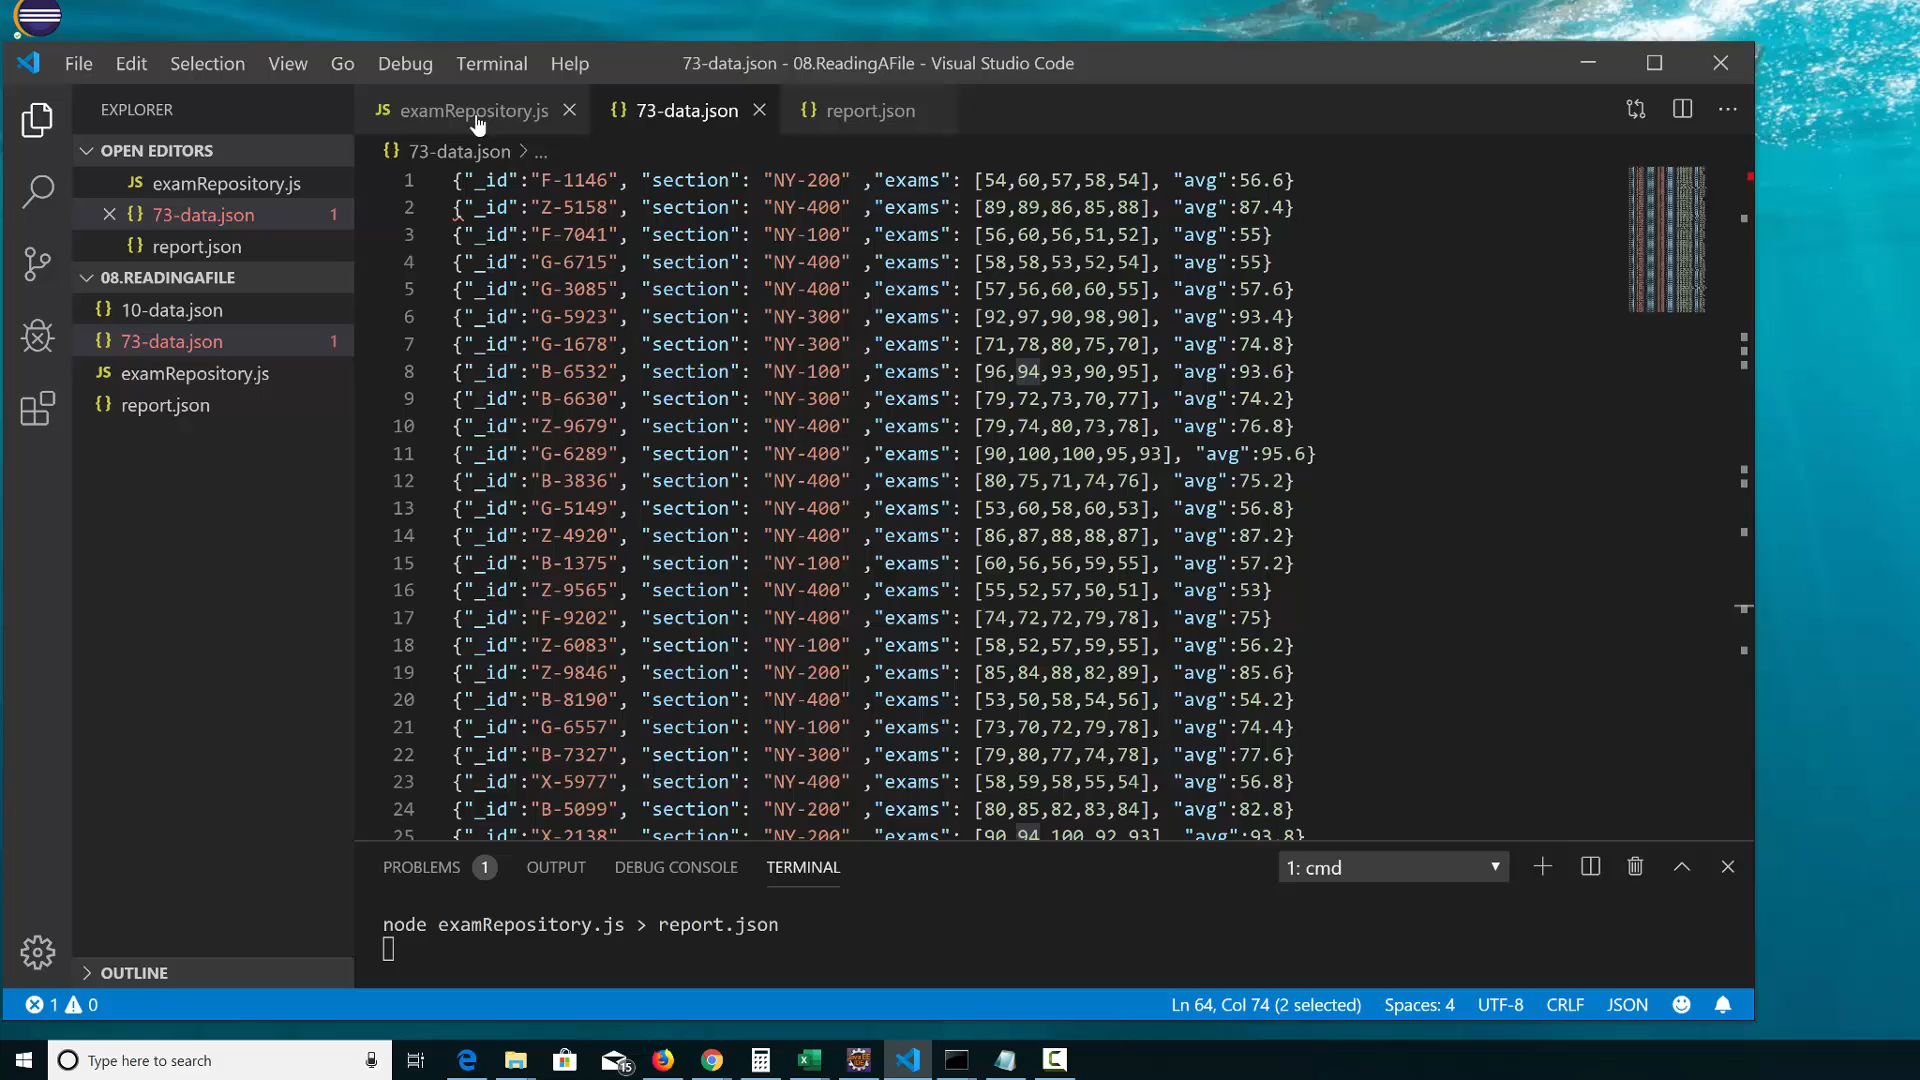 File Edit Selection View Go Debug Terminal Help 73-data.json - 08.ReadingAFile - Visual Studio Code
EXPLORER
OPEN EDITORS
JS examRepository.js
{} 73-data.json 1
{} report.json
08.READINGAFILE
{} 10-data.json
{} 73-data.json 1
JS examRepository.js
{} report.json
OUTLINE
JS examRepository.js {} 73-data.json {} report.json
{} 73-data.json > ...
1 {"_id":"F-1146", "section": "NY-200" ,"exams": [54,60,57,58,54], "avg":56.6}
2 {"_id":"Z-5158", "section": "NY-400" ,"exams": [89,89,86,85,88], "avg":87.4}
3 {"_id":"F-7041", "section": "NY-100" ,"exams": [56,60,56,51,52], "avg":55}
4 {"_id":"G-6715", "section": "NY-400" ,"exams": [58,58,53,52,54], "avg":55}
5 {"_id":"G-3085", "section": "NY-400" ,"exams": [57,56,60,60,55], "avg":57.6}
6 {"_id":"G-5923", "section": "NY-300" ,"exams": [92,97,90,98,90], "avg":93.4}
7 {"_id":"G-1678", "section": "NY-300" ,"exams": [71,78,80,75,70], "avg":74.8}
8 {"_id":"B-6532", "section": "NY-100" ,"exams": [96,94,93,90,95], "avg":93.6}
9 {"_id":"B-6630", "section": "NY-300" ,"exams": [79,72,73,70,77], "avg":74.2}
10 {"_id":"Z-9679", "section": "NY-400" ,"exams": [79,74,80,73,78], "avg":76.8}
11 {"_id":"G-6289", "section": "NY-400" ,"exams": [90,100,100,95,93], "avg":95.6}
12 {"_id":"B-3836", "section": "NY-400" ,"exams": [80,75,71,74,76], "avg":75.2}
13 {"_id":"G-5149", "section": "NY-400" ,"exams": [53,60,58,60,53], "avg":56.8}
14 {"_id":"Z-4920", "section": "NY-400" ,"exams": [86,87,88,88,87], "avg":87.2}
15 {"_id":"B-1375", "section": "NY-100" ,"exams": [60,56,56,59,55], "avg":57.2}
16 {"_id":"Z-9565", "section": "NY-400" ,"exams": [55,52,57,50,51], "avg":53}
17 {"_id":"F-9202", "section": "NY-400" ,"exams": [74,72,72,79,78], "avg":75}
18 {"_id":"Z-6083", "section": "NY-100" ,"exams": [58,52,57,59,55], "avg":56.2}
19 {"_id":"Z-9846", "section": "NY-200" ,"exams": [85,84,88,82,89], "avg":85.6}
20 {"_id":"B-8190", "section": "NY-400" ,"exams": [53,50,58,54,56], "avg":54.2}
21 {"_id":"G-6557", "section": "NY-100" ,"exams": [73,70,72,79,78], "avg":74.4}
22 {"_id":"B-7327", "section": "NY-300" ,"exams": [79,80,77,74,78], "avg":77.6}
23 {"_id":"X-5977", "section": "NY-400" ,"exams": [58,59,58,55,54], "avg":56.8}
24 {"_id":"B-5099", "section": "NY-200" ,"exams": [80,85,82,83,84], "avg":82.8}
25 {"_id":"X-2138", "section": "NY-200" ,"exams": [90,94,100,92,93], "avg":93.8}
PROBLEMS 1 OUTPUT DEBUG CONSOLE TERMINAL 1: cmd
node examRepository.js > report.json
1 0 Ln 64, Col 74 (2 selected) Spaces: 4 UTF-8 CRLF JSON
Type here to search 15